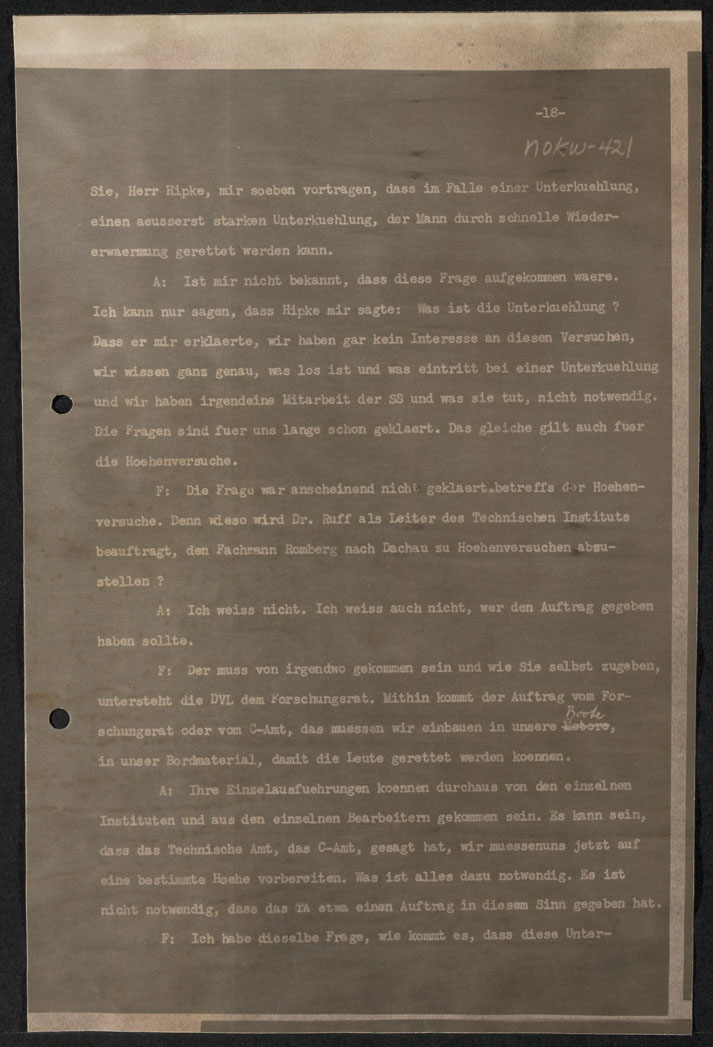 -18-
NOKW-421
Sie, Herr Hipke, mir soeben vortragen, dass im Falle einer Unterkuehlung,
einen aeusserst starken Unterkuehlung, der Mann durch schnelle Wieder-
erwaermung gerettet werden kann.
A: Ist mir nicht bekannt, dass diese Frage aufgekommen waere.
Ich kann nur sagen, dass Hipke mir sagte: Was ist die Unterkuehlung ?
Dass er mir erklaerte, wir haben gar kein Interesse an diesen Versuchen,
wir wissen ganz genau, was los ist und was eintritt bei einer Unterkuehlung
und wir haben irgendeine Mitarbeit der SS und was sie tut, nicht notwendig.
Die Fragen sind fuer uns lange schon geklaert. Das gleiche gilt auch fuer
die Hoehenversuche.
F: Die Frage war anscheinend nicht geklaert.betreffs der Hoehen-
versuche. Denn wieso wird Dr. Ruff als Leiter des Technischen Instituts
beauftragt, den Fachmann Romberg nach Dachau zu Hoehenversuchen abzu-
stellen ?
A: Ich weiss nicht. Ich weiss auch nicht, wer den Auftrag gegeben
haben sollte.
F: Der muss von irgendwo gekommen sein und wie Sie selbst zugeben,
untersteht die DVL dem Forschungsrat. Mithin kommt der Auftrag vom For-
Boote
schungsrat oder vom C-Amt, das muessen wir einbauen in unsere Motore,
in unser Bordmaterial, damit die Leute gerettet werden koennen.
A: Ihre Einzelausfuehrungen koennen durchaus von den einzelnen
Instituten und aus den einzelnen Bearbeitern gekommen sein. Es kann sein,
dass das Technische Amt, das C-Amt, gesagt hat, wir muessenuns jetzt auf
eine bestimmte Hoehe vorbereiten. Was ist alles dazu notwendig. Es ist
nicht notwendig, dass das TA etwa einen Auftrag in diesem Sinn gegeben hat.
F: Ich habe dieselbe Frage, wie kommt es, dass diese Unter-